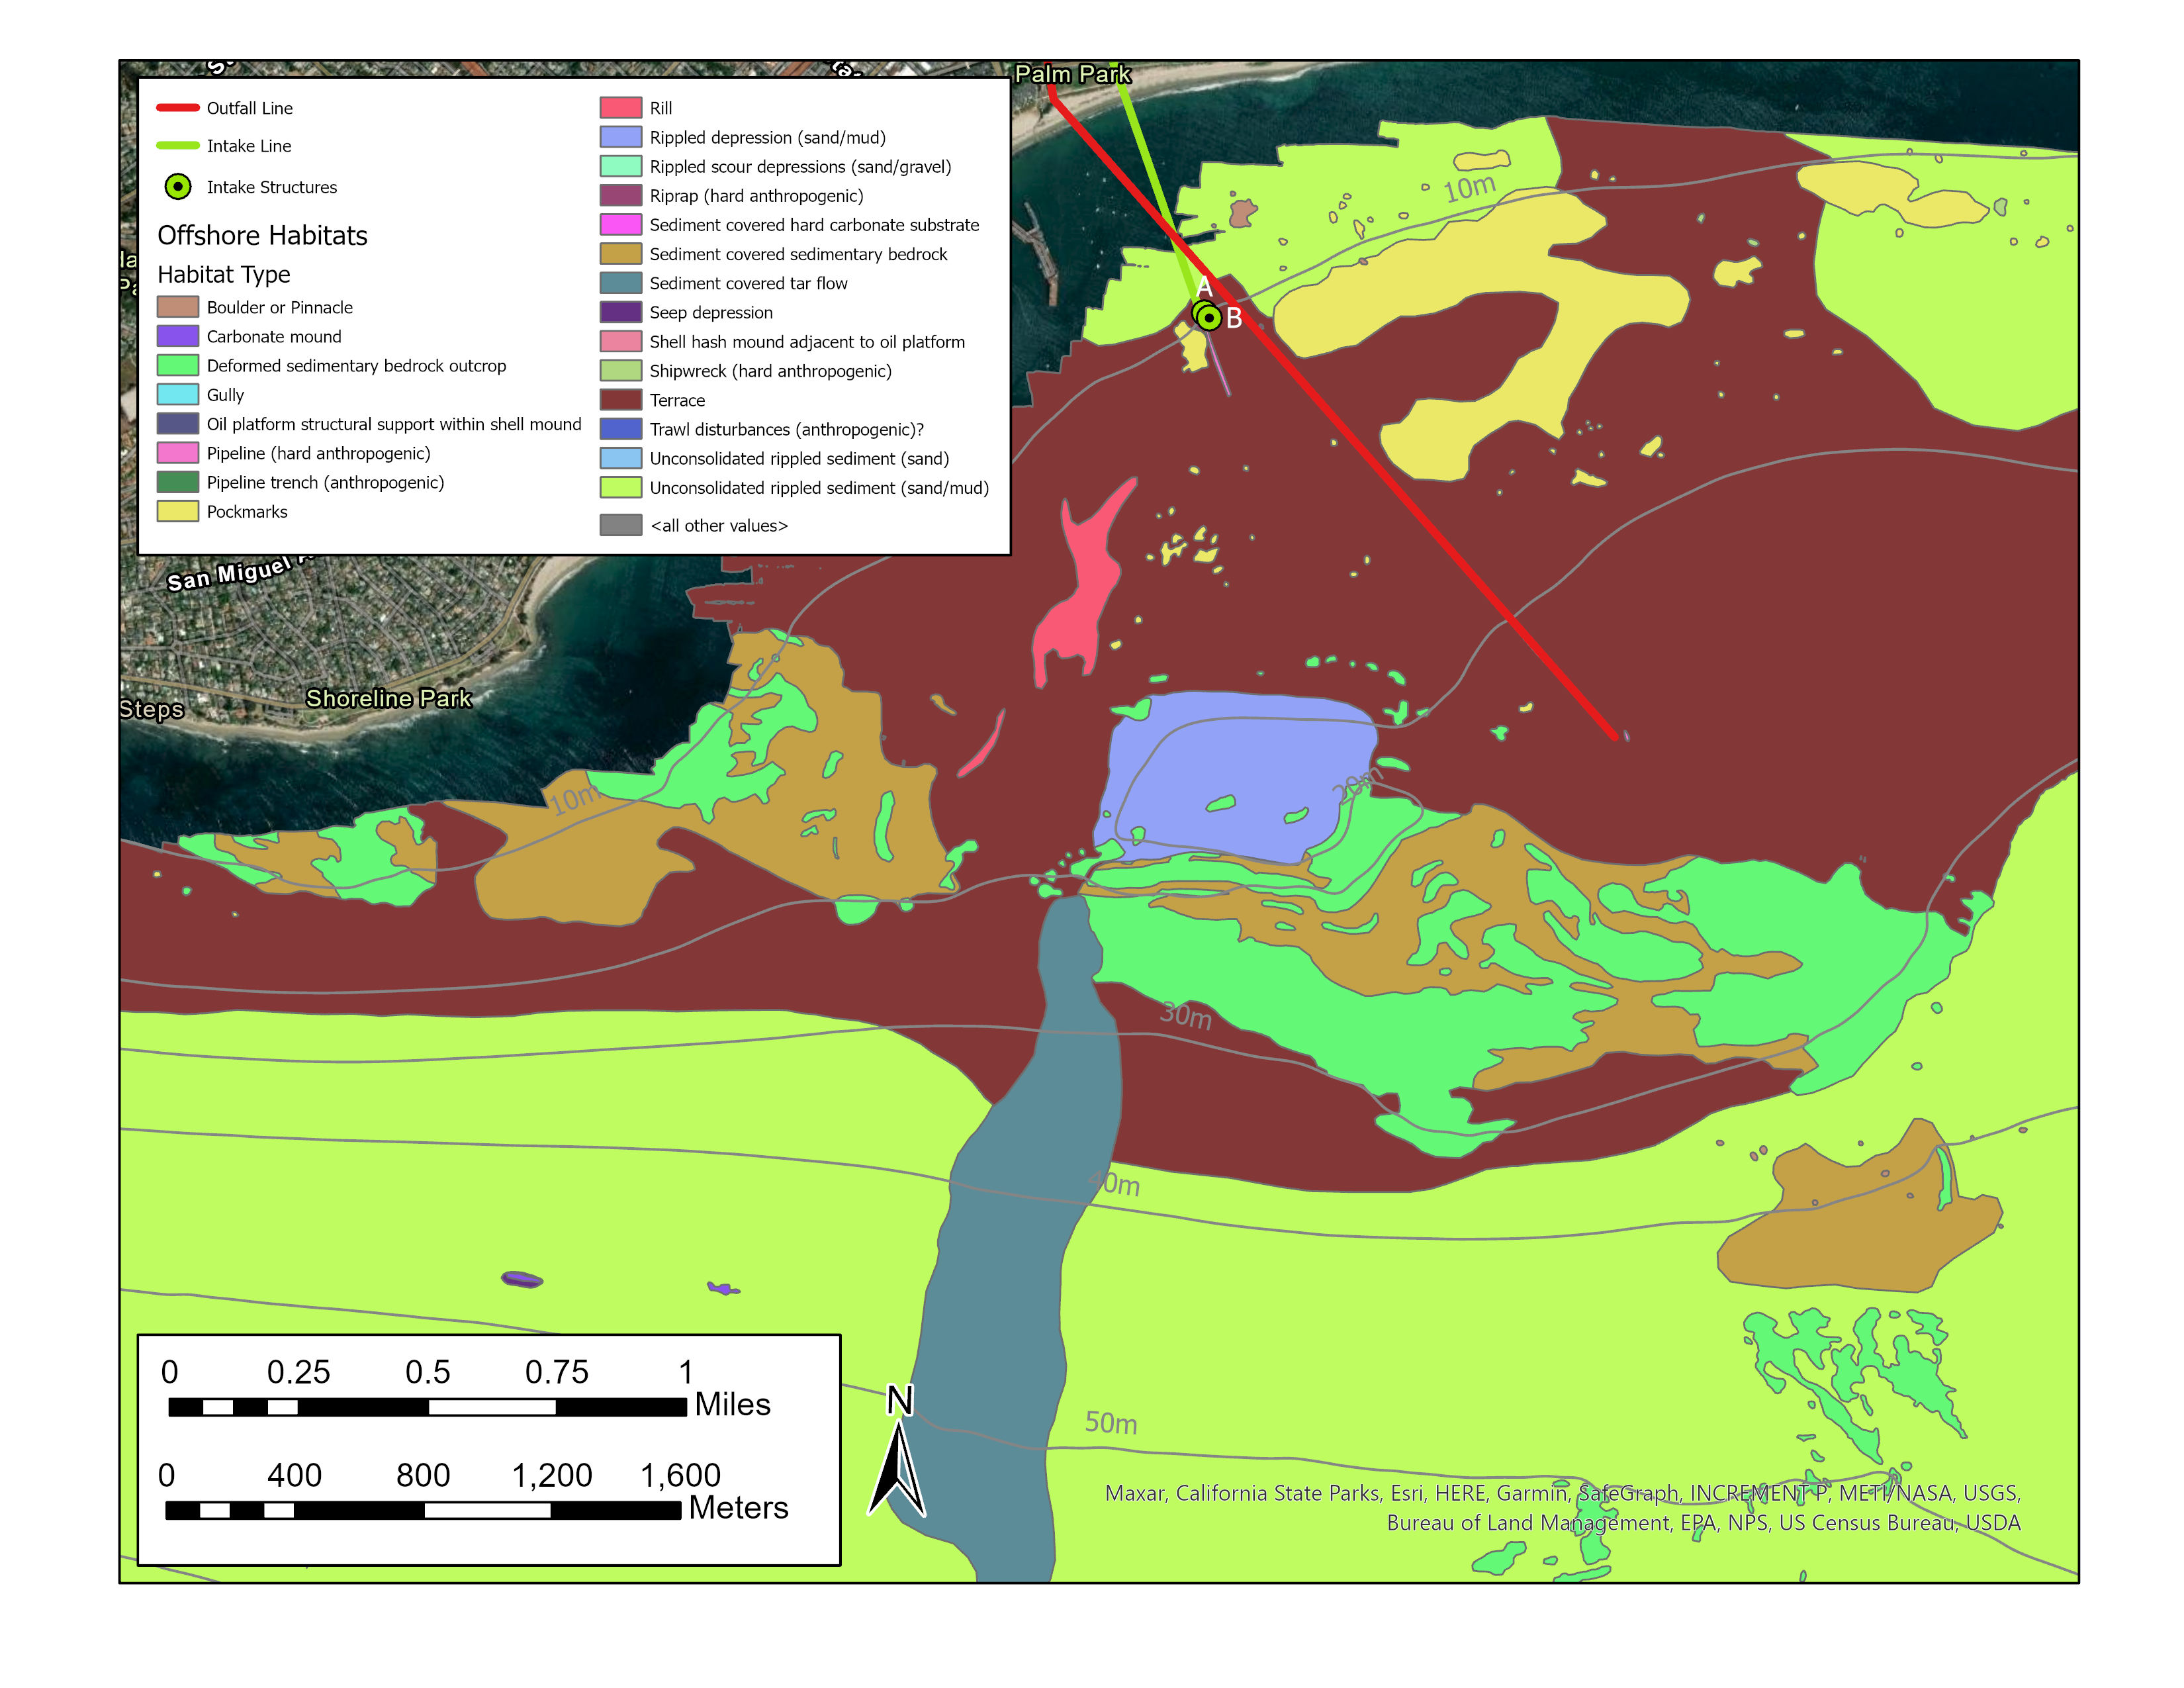 Palm Park
Outfall Line
Intake Line
Intake Structures
Offshore Habitats
Habitat Type
Boulder or Pinnacle
Carbonate mound
Deformed sedimentary bedrock outcrop
Gully
Oil platform structural support within shell mound
Pipeline (hard anthropogenic)
Pipeline trench (anthropogenic)
Pockmarks
Rill
Rippled depression (sand/mud)
Rippled scour depressions (sand/gravel)
Riprap (hard anthropogenic)
Sediment covered hard carbonate substrate
Sediment covered sedimentary bedrock
Sediment covered tar flow
Seep depression
Shell hash mound adjacent to oil platform
Shipwreck (hard anthropogenic)
Terrace
Trawl disturbances (anthropogenic)?
Unconsolidated rippled sediment (sand)
Unconsolidated rippled sediment (sand/mud)
<all other values>
10m
A
B
San Miguel
Shoreline Park
Steps
20m
10m
30m
40m
50m
0 0.25 0.5 0.75 1
Miles
0 400 800 1,200 1,600
Meters
N
Maxar, California State Parks, Esri, HERE, Garmin, SafeGraph, INCREMENT P, METI/NASA, USGS,
Bureau of Land Management, EPA, NPS, US Census Bureau, USDA